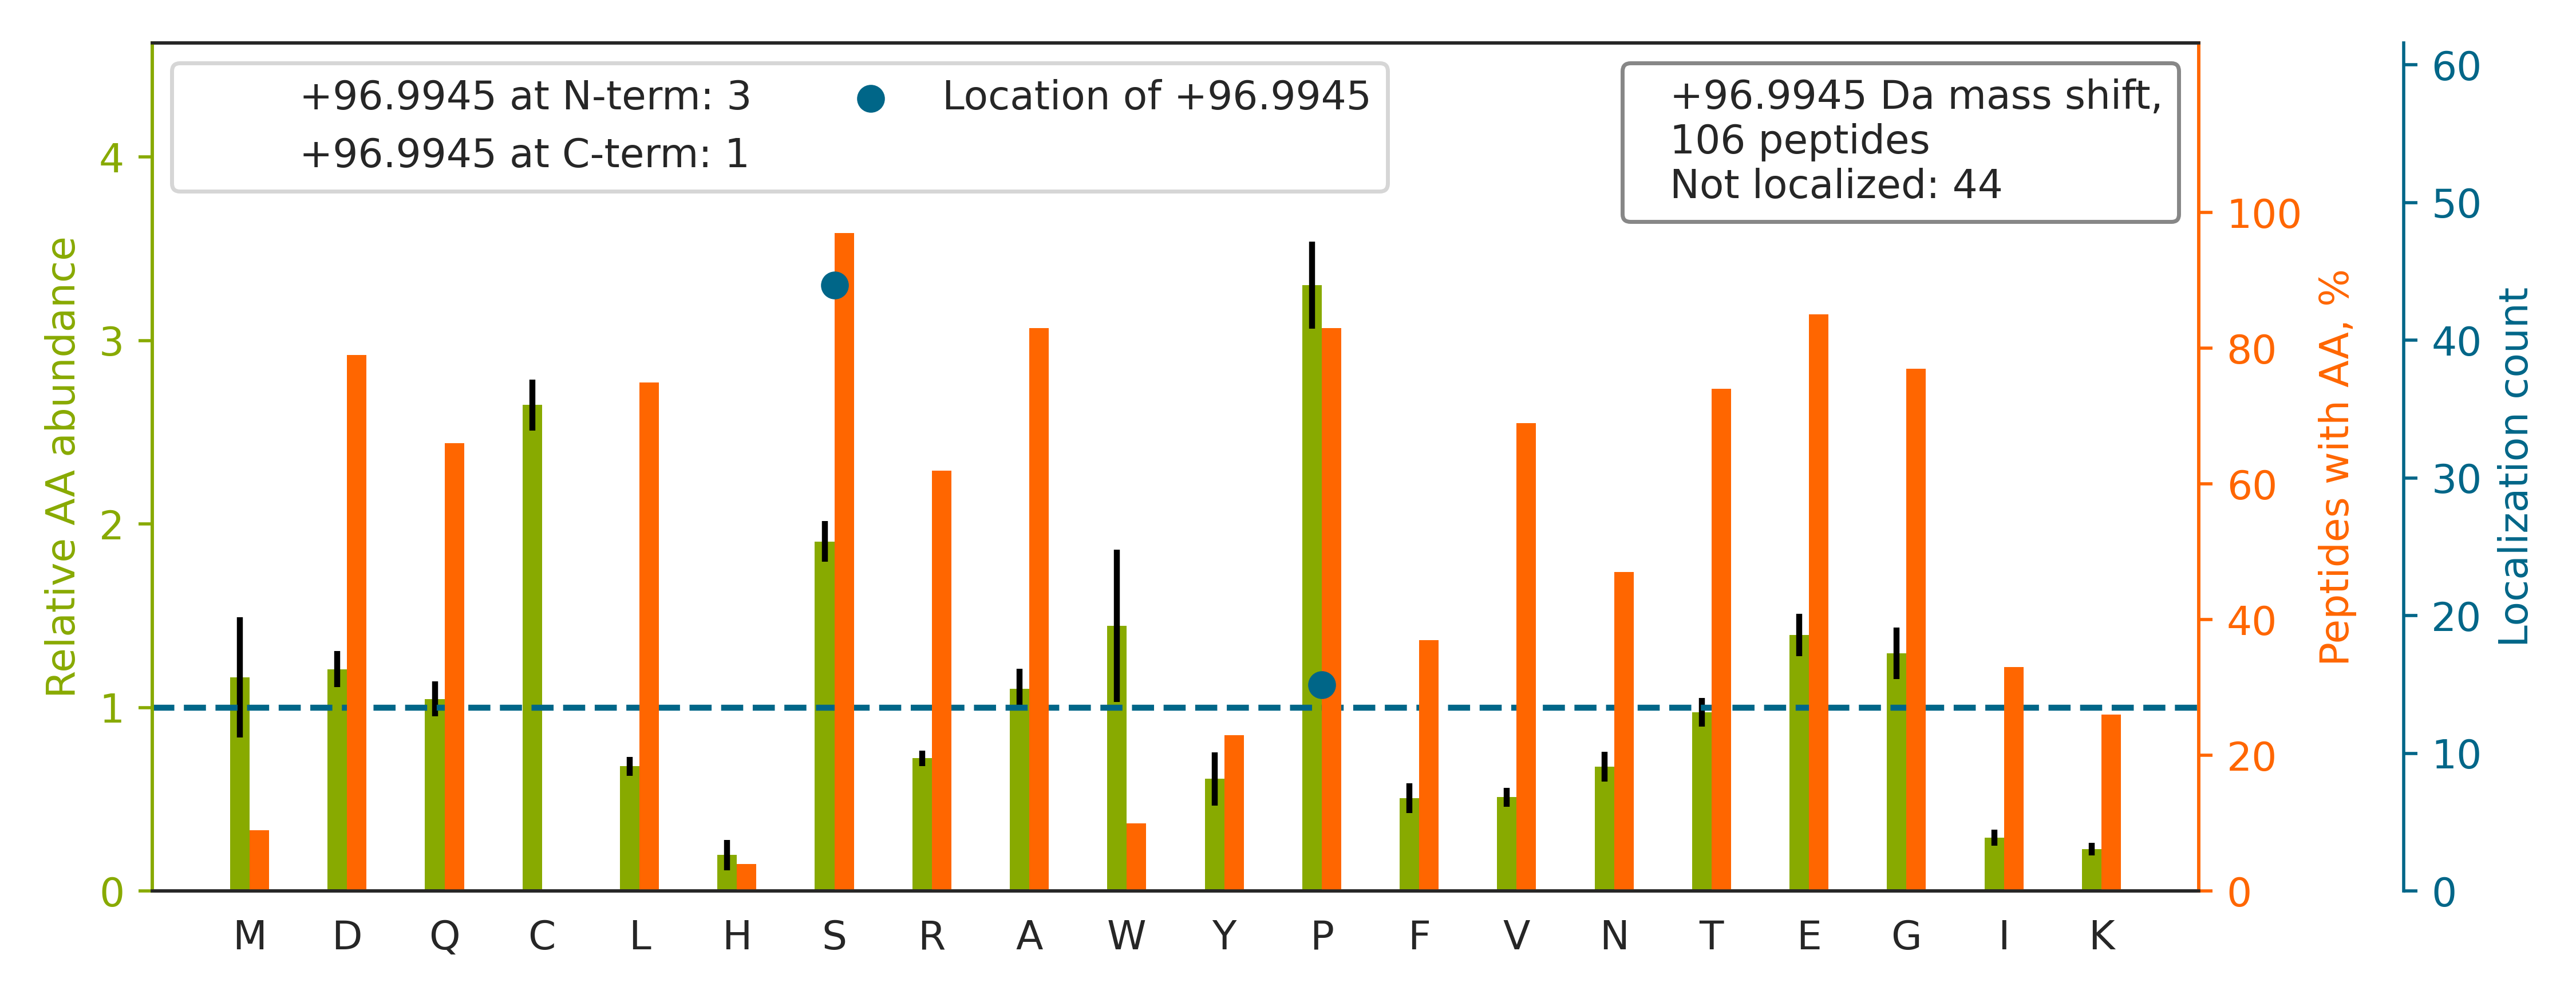 +96.9945 at N-term: 3
+96.9945 at C-term: 1
Location of +96.9945
+96.9945 Da mass shift,
106 peptides
Not localized: 44
Relative AA abundance
4
3
2
1
0
100
80
60
40
20
0
Peptides with AA, %
60
50
40
30
20
10
0
Localization count
M D Q C L H S R A W Y P F V N T E G I K